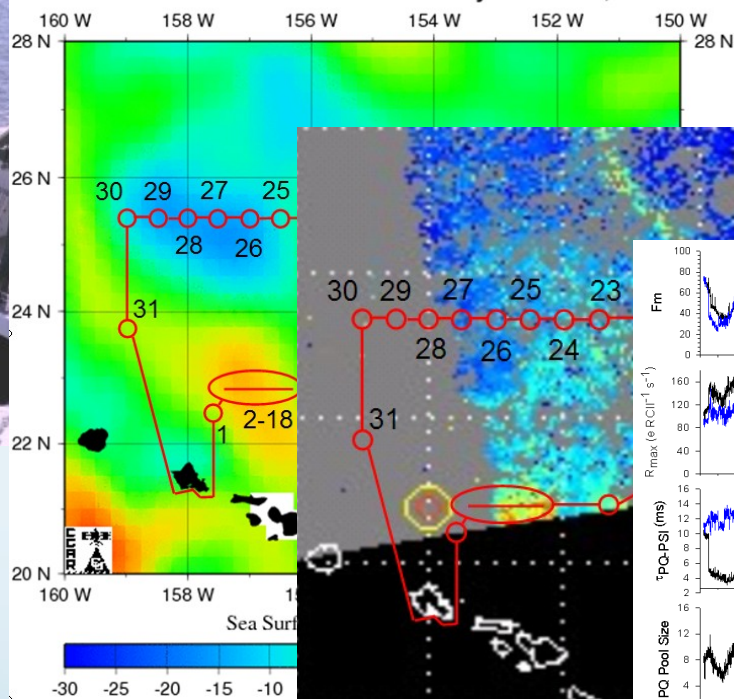 160 W 158 W 156 W 154 W 152 W 150 W
28 N 28 N
26 N
24 N
22 N
20 N
30 29 27 25
28 26
31
2-18
1
160 W 158 W
CCAR
Sea Surf
-30 -25 -20 -15 -10
30 29 27 25 23
28 26 24
31
Fm
100
80
60
40
20
0
Rmax (e RCII-1 s-1)
160
120
80
40
0
τPQ-PSI (ms)
16
14
12
10
8
6
4
2
PQ Pool Size
16
12
8
4